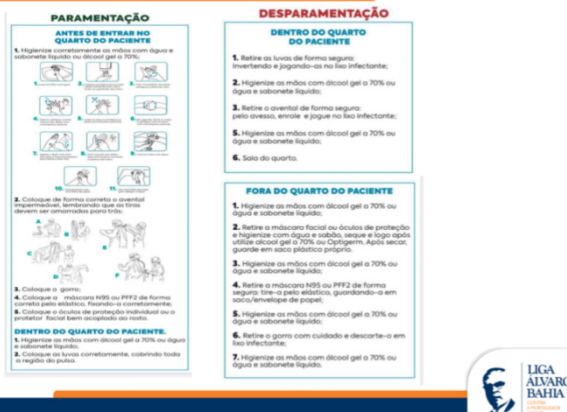 PARAMENTAÇÃO
ANTES DE ENTRAR NO
QUARTO DO PACIENTE
1. Higienize corretamente as mãos com água e
sabonete líquido ou álcool gel a 70%:
10.
11.
2. Coloque de forma correta o avental
impermeável, lembrando que as tiras
devem ser amarradas para trás;
A
B
C
D
E
F
3. Coloque o gorro;
4. Coloque a máscara N95 ou PFF2 de forma
correta pelo elástico, fixando-a corretamente;
5. Coloque o óculos de proteção individual ou o
protetor facial bem acoplado ao rosto.
DENTRO DO QUARTO DO PACIENTE.
1. Higienize as mãos com álcool gel a 70% ou água
e sabonete líquido;
2. Coloque as luvas corretamente, cobrindo toda
a região do pulso.
DESPARAMENTAÇÃO
DENTRO DO QUARTO
DO PACIENTE
1. Retire as luvas de forma segura:
Invertendo e jogando-as no lixo infectante;
2. Higienize as mãos com álcool gel a 70% ou
água e sabonete líquido;
3. Retire o avental de forma segura:
pelo avesso, enrole e jogue no lixo infectante;
5. Higienize as mãos com álcool gel a 70% ou
água e sabonete líquido;
6. Saia do quarto.
FORA DO QUARTO DO PACIENTE
1. Higienize as mãos com álcool gel a 70% ou
água e sabonete líquido;
2. Retire a máscara facial ou óculos de proteção
e higienize com água e sabão, seque e logo após
utilize álcool gel a 70% ou Optigerm. Após secar,
guarde em saco plástico próprio.
3. Higienize as mãos com álcool gel a 70% ou
água e sabonete líquido;
4. Retire a máscara N95 ou PFF2 de forma
segura: tire-a pelo elástico, guardando-a em
saco/envelope de papel;
5. Higienize as mãos com álcool gel a 70% ou
água e sabonete líquido;
6. Retire o gorro com cuidado e descarte-o em
lixo infectante;
7. Higienize as mãos com álcool gel a 70% ou
água e sabonete líquido.
LIGA
ALVARO
BAHIA